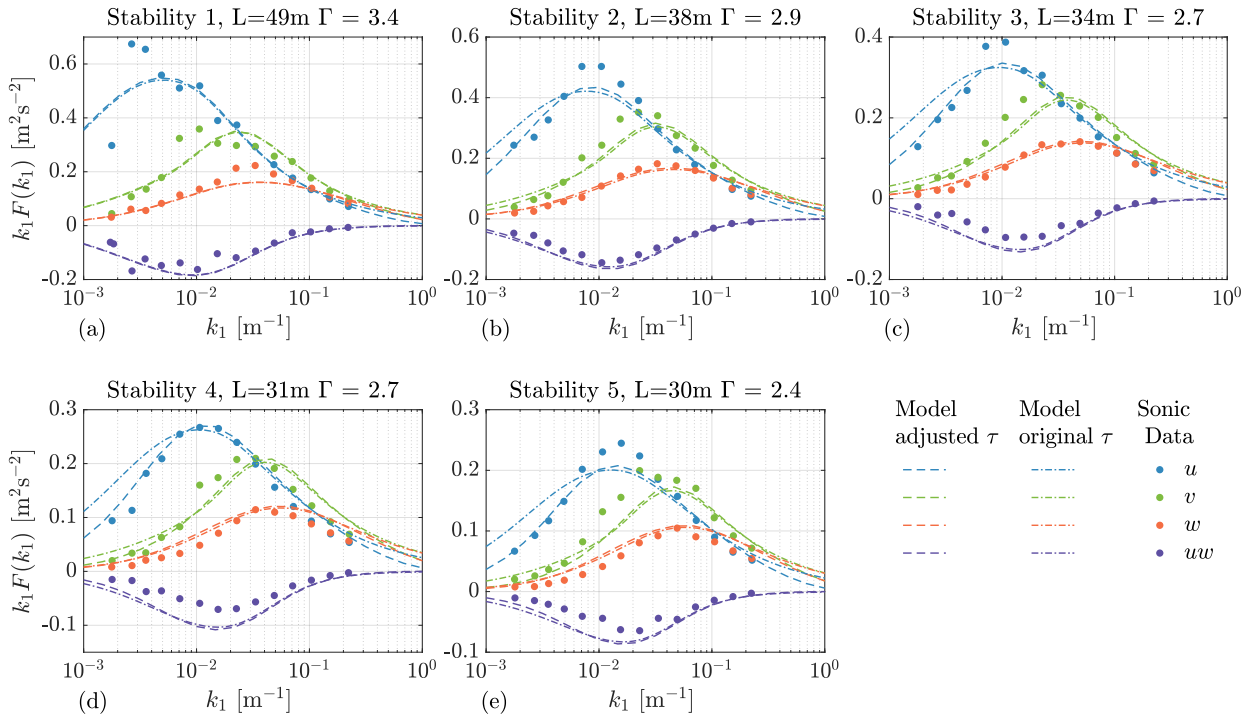 Stability 1, L=49m Γ = 3.4
Stability 2, L=38m Γ = 2.9
Stability 3, L=34m Γ = 2.7
k₁F(k₁) [m²s⁻²]
0.6
0.4
0.2
0
-0.2
10⁻³ 10⁻² 10⁻¹ 10⁰
(a) k₁ [m⁻¹]
0.6
0.4
0.2
0
-0.2
10⁻³ 10⁻² 10⁻¹ 10⁰
(b) k₁ [m⁻¹]
0.4
0.2
0
-0.2
10⁻³ 10⁻² 10⁻¹ 10⁰
(c) k₁ [m⁻¹]
Stability 4, L=31m Γ = 2.7
Stability 5, L=30m Γ = 2.4
k₁F(k₁) [m²s⁻²]
0.3
0.2
0.1
0
-0.1
10⁻³ 10⁻² 10⁻¹ 10⁰
(d) k₁ [m⁻¹]
0.3
0.2
0.1
0
-0.1
10⁻³ 10⁻² 10⁻¹ 10⁰
(e) k₁ [m⁻¹]
Model Model Sonic
adjusted τ original τ Data
u
v
w
uw